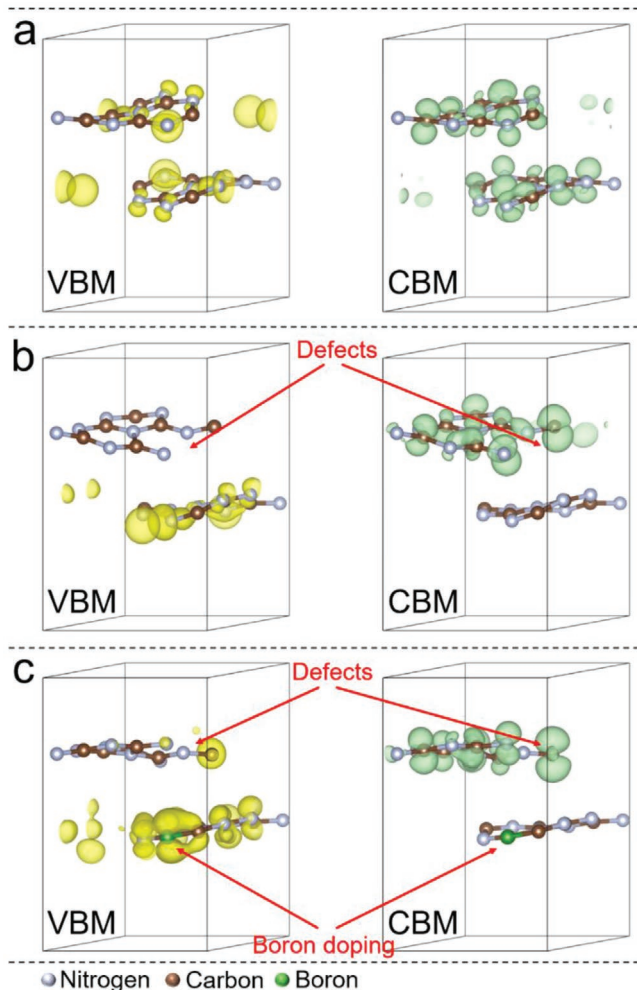 a
VBM CBM
b
Defects
VBM CBM
c
Defects
VBM CBM
Boron doping
Nitrogen Carbon Boron